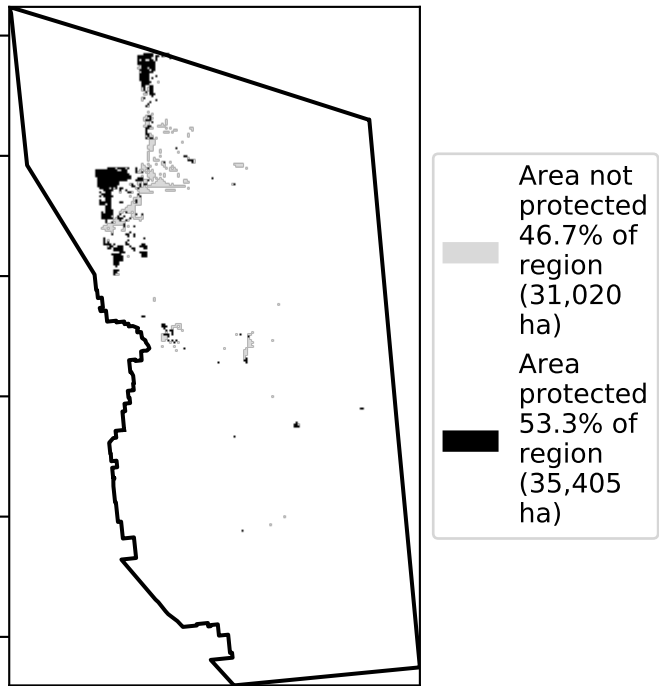 Area not
protected
46.7% of
region
(31,020
ha)
Area
protected
53.3% of
region
(35,405
ha)